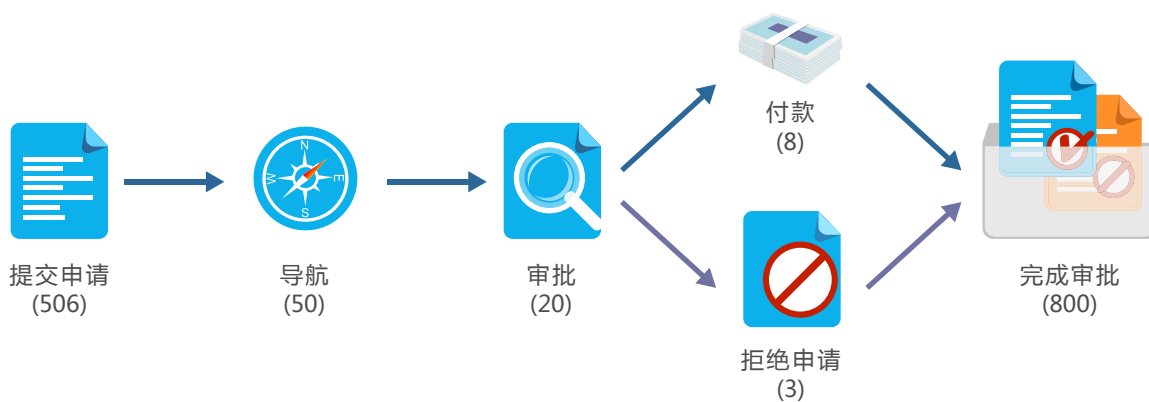 提交申请
(506)
导航
(50)
N
E
S
W
审批
(20)
付款
(8)
拒绝申请
(3)
完成审批
(800)